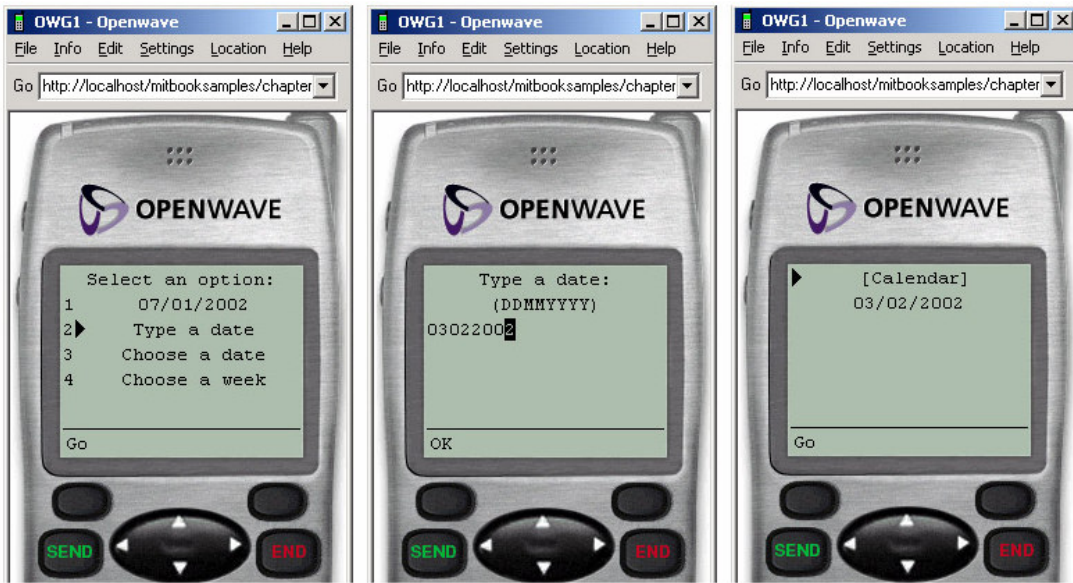 OWG1 - Openwave
File Info Edit Settings Location Help
Go http://localhost/mitbooksamples/chapter
OPENWAVE
Select an option:
1 07/01/2002
2 Type a date
3 Choose a date
4 Choose a week
Go
SEND END
OWG1 - Openwave
File Info Edit Settings Location Help
Go http://localhost/mitbooksamples/chapter
OPENWAVE
Type a date:
(DDMMYYYY)
03022002
OK
SEND END
OWG1 - Openwave
File Info Edit Settings Location Help
Go http://localhost/mitbooksamples/chapter
OPENWAVE
[Calendar]
03/02/2002
Go
SEND END